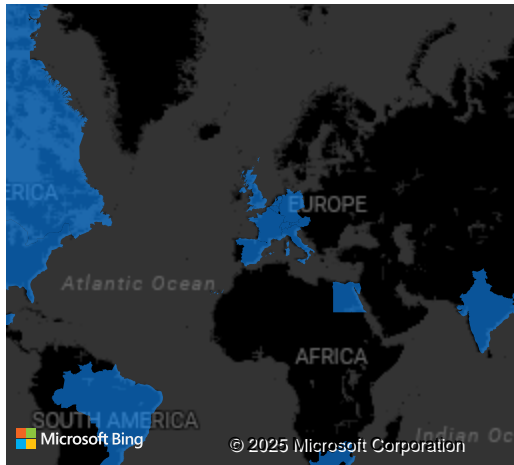 ERICA
EUROPE
Atlantic Ocean
AFRICA
SOUTH AMERICA
Microsoft Bing
Indian Oc
© 2025 Microsoft Corporation